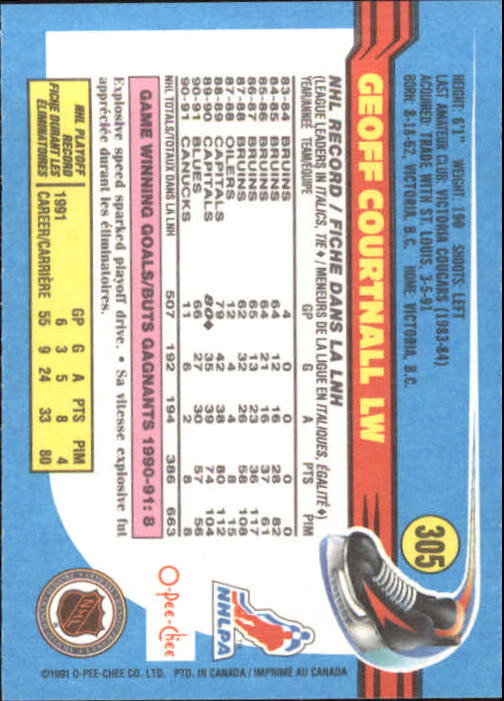 305
GEOFF COURTNALL LW
HEIGHT: 6'1" WEIGHT: 190 SHOOTS: LEFT
LAST AMATEUR CLUB: VICTORIA COUGARS (1983-84)
ACQUIRED: TRADE WITH ST. LOUIS, 3-5-91
BORN: 8-18-62, VICTORIA, B.C. HOME: VICTORIA, B.C.
NHL RECORD / FICHE DANS LA LNH
(LEAGUE LEADERS IN ITALICS, TIE♦ / MENEURS DE LA LIGUE EN ITALIQUES, ÉGALITÉ♦)
YEAR/ANNÉE TEAM/EQUIPE GP G A PTS PIM
83-84 BRUINS 4 0 0 0 0
84-85 BRUINS 64 12 16 28 82
85-86 BRUINS 64 21 16 37 61
86-87 BRUINS 65 13 23 36 117
87-88 BRUINS 62 32 26 58 108
87-88 OILERS 12 4 4 8 15
88-89 CAPITALS 79 42 38 80 112
89-90 CAPITALS 80♦ 35 39 74 104
90-91 BLUES 66 27 30 57 56
90-91 CANUCKS 11 6 2 8 8
NHL TOTALS/TOTAUX DANS LA LNH 507 192 194 386 663
GAME WINNING GOALS/BUTS GAGNANTS 1990-91: 8
Explosive speed sparked playoff drive. • Sa vitesse explosive fut
appréciée durant les éliminatoires.
NHL PLAYOFF RECORD
FICHE DURANT LES ÉLIMINATOIRES
GP G A PTS PIM
1991 6 3 5 8 4
CAREER/CARRIÈRE 55 9 24 33 80
NHLPA
O-Pee-Chee
NHL
©1991 O-PEE-CHEE CO. LTD. PTD. IN CANADA / IMPRIMÉ AU CANADA